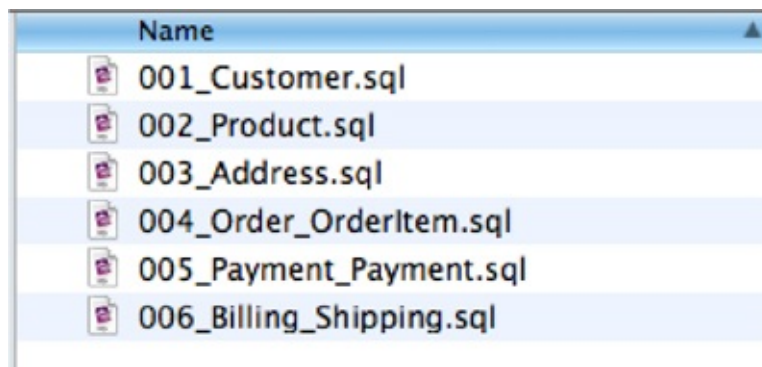 Name
001_Customer.sql
002_Product.sql
003_Address.sql
004_Order_OrderItem.sql
005_Payment_Payment.sql
006_Billing_Shipping.sql